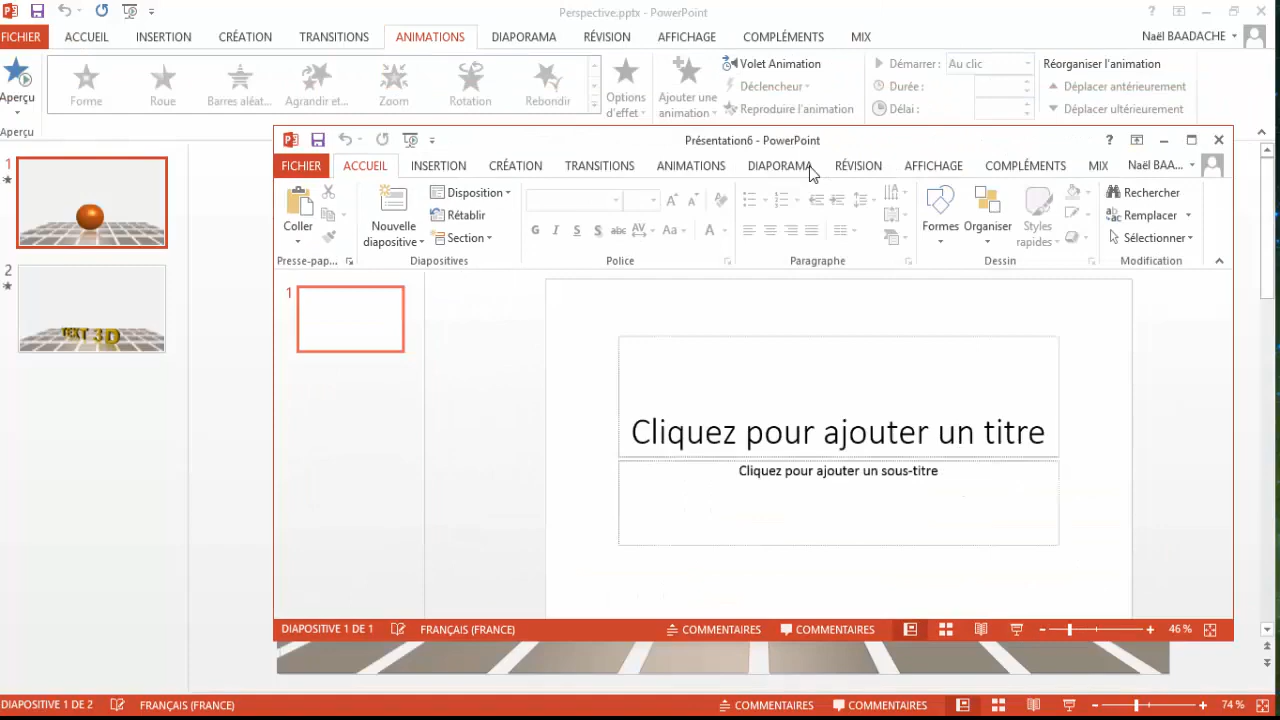 Perspective.pptx - PowerPoint
FICHIER ACCUEIL INSERTION CRÉATION TRANSITIONS ANIMATIONS DIAPORAMA RÉVISION AFFICHAGE COMPLÉMENTS MIX Naël BAADACHE
Aperçu Forme Roue Barres aléat... Agrandir et... Zoom Rotation Rebondir
Options d'effet
Ajouter une animation
Volet Animation
Déclencheur
Reproduire l'animation
Démarrer: Au clic
Durée:
Délai :
Réorganiser l'animation
Déplacer antérieurement
Déplacer ultérieurement
Aperçu
Présentation6 - PowerPoint
FICHIER ACCUEIL INSERTION CRÉATION TRANSITIONS ANIMATIONS DIAPORAMA RÉVISION AFFICHAGE COMPLÉMENTS MIX Naël BAA...
Coller
Nouvelle diapositive
Disposition
Rétablir
Section
G I S S abc AV Aa A
Formes Organiser Styles rapides
Rechercher
Remplacer
Sélectionner
Presse-pap... Diapositives Police Paragraphe Dessin Modification
1
2
TEXT 3D
1
Cliquez pour ajouter un titre
Cliquez pour ajouter un sous-titre
DIAPOSITIVE 1 DE 1 FRANÇAIS (FRANCE) COMMENTAIRES COMMENTAIRES 46 %
DIAPOSITIVE 1 DE 2 FRANÇAIS (FRANCE) COMMENTAIRES COMMENTAIRES 74 %